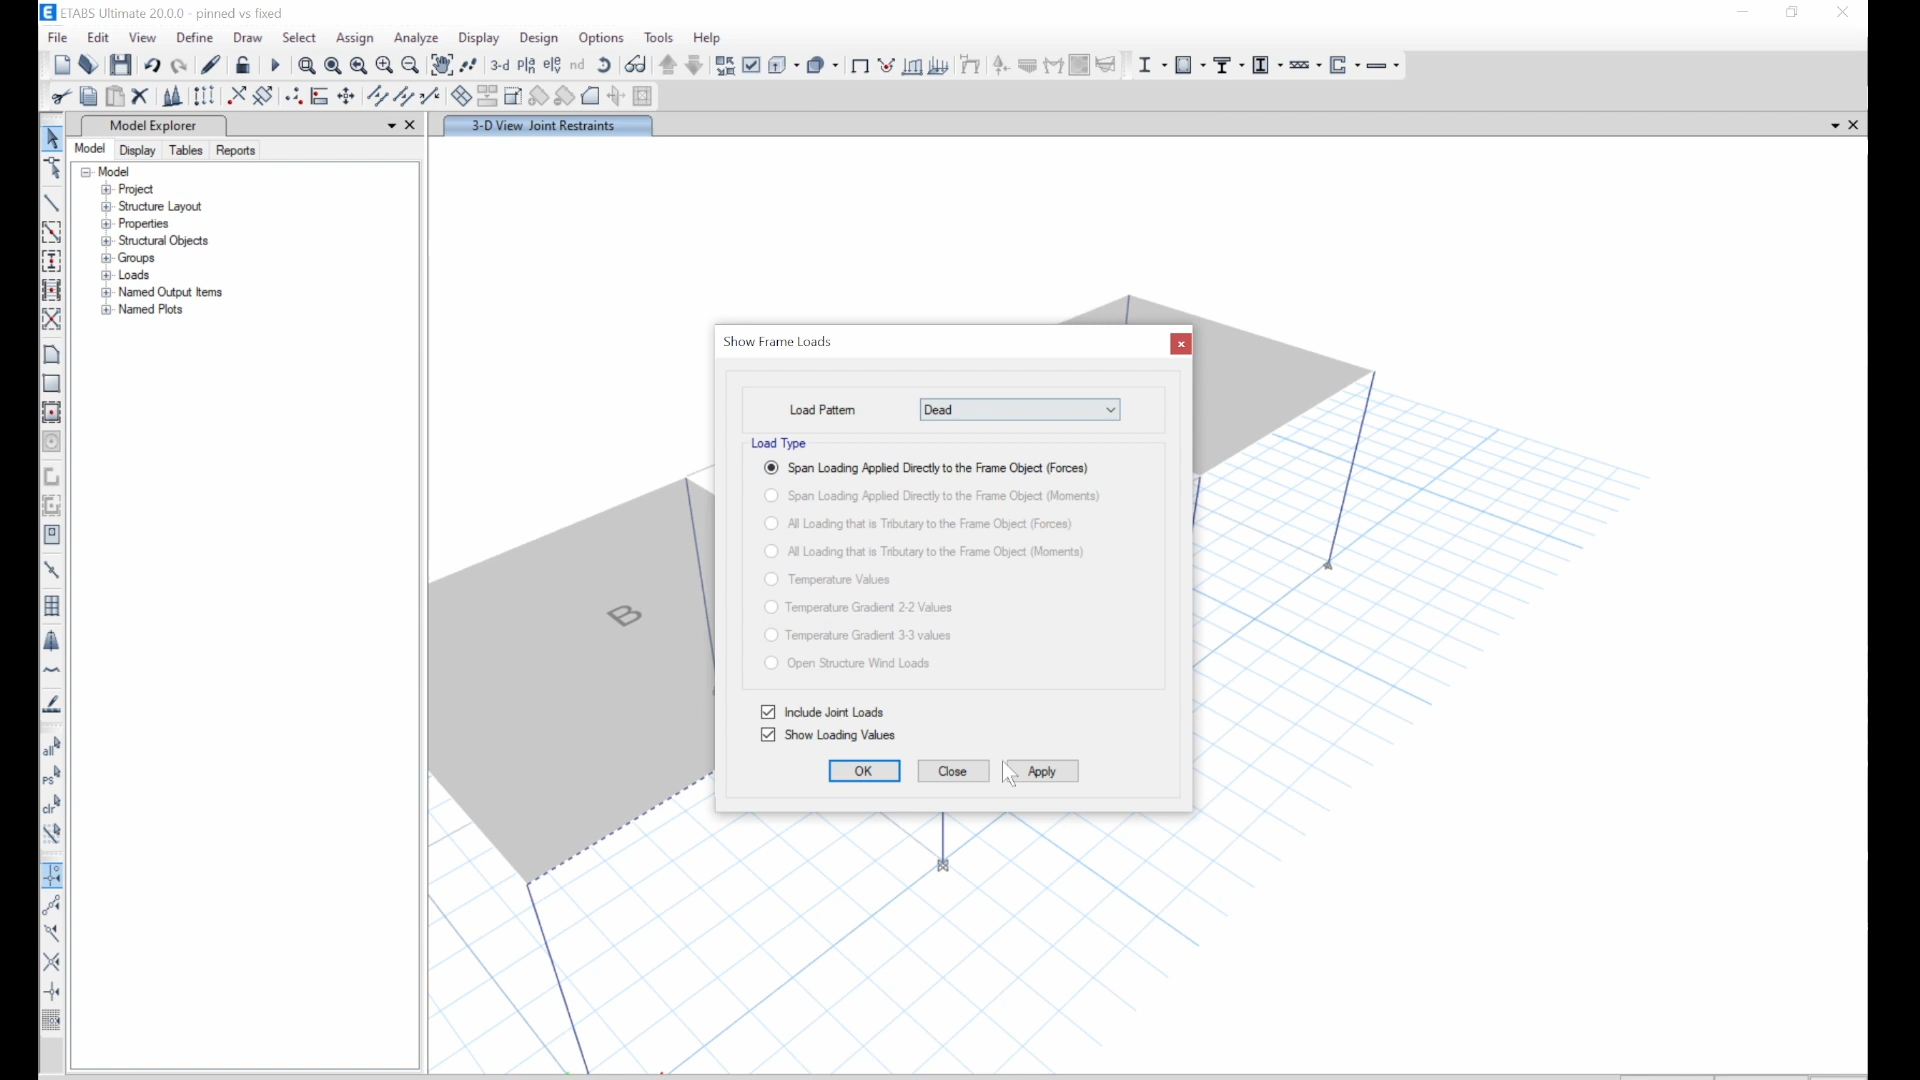 ETABS Ultimate 20.0.0 - pinned vs fixed
File Edit View Define Draw Select Assign Analyze Display Design Options Tools Help
3-d nd
Model Explorer
3-D View Joint Restraints
Model Display Tables Reports
Model
Project
Structure Layout
Properties
Structural Objects
Groups
Loads
Named Output Items
Named Plots
Show Frame Loads
Load Pattern Dead
Load Type
Span Loading Applied Directly to the Frame Object (Forces)
Span Loading Applied Directly to the Frame Object (Moments)
All Loading that is Tributary to the Frame Object (Forces)
All Loading that is Tributary to the Frame Object (Moments)
Temperature Values
Temperature Gradient 2-2 Values
Temperature Gradient 3-3 values
Open Structure Wind Loads
Include Joint Loads
Show Loading Values
OK Close Apply
B
all
ps
clr